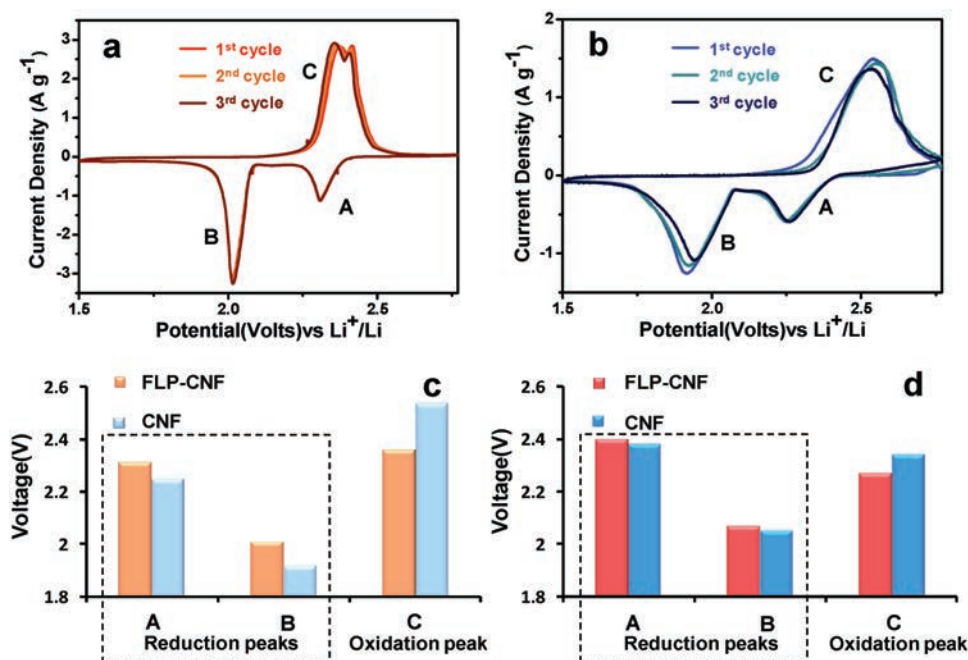 a
1st cycle
2nd cycle
3rd cycle
C
A
B
3
2
1
0
-1
-2
-3
Current Density (A g-1)
1.5
2.0
2.5
Potential(Volts)vs Li+/Li
b
1st cycle
2nd cycle
3rd cycle
C
A
B
2
1
0
-1
Current Density (A g-1)
1.5
2.0
2.5
Potential(Volts)vs Li+/Li
c
FLP-CNF
CNF
2.6
2.4
2.2
2
1.8
Voltage(V)
A B C
Reduction peaks Oxidation peak
d
FLP-CNF
CNF
2.6
2.4
2.2
2
1.8
Voltage(V)
A B C
Reduction peaks Oxidation peak